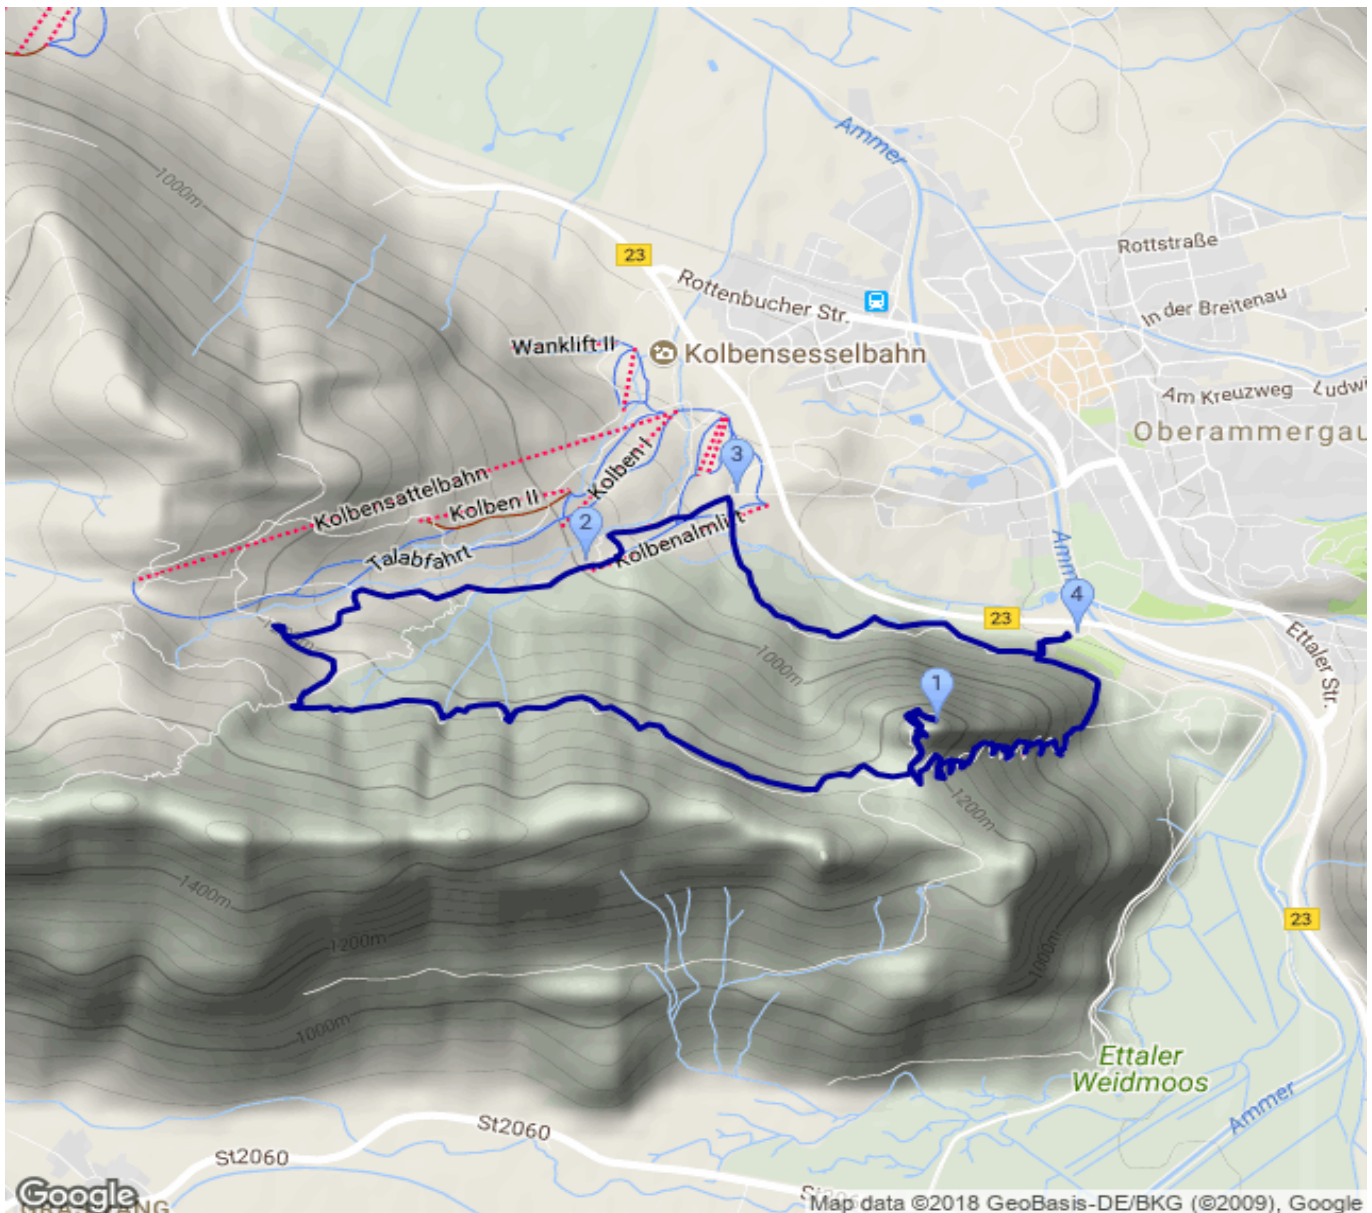 Ammer
1000m
Rottstraße
23
Rottenbucher Str.
In der Breitenau
Wanklift II
Kolbensesselbahn
Am Kreuzweg
Ludwi
Oberammergau
3
Kolben I
Kolbensattelbahn
Kolben II
2
Kolbenalmlift
Talabfahrt
Amm
4
23
Ettaler Str.
1000m
1
1200m
1400m
23
1200m
1000m
1000m
Ettaler
Weidmoos
Ammer
St2060
St2060
Google
Map data ©2018 GeoBasis-DE/BKG (©2009), Google